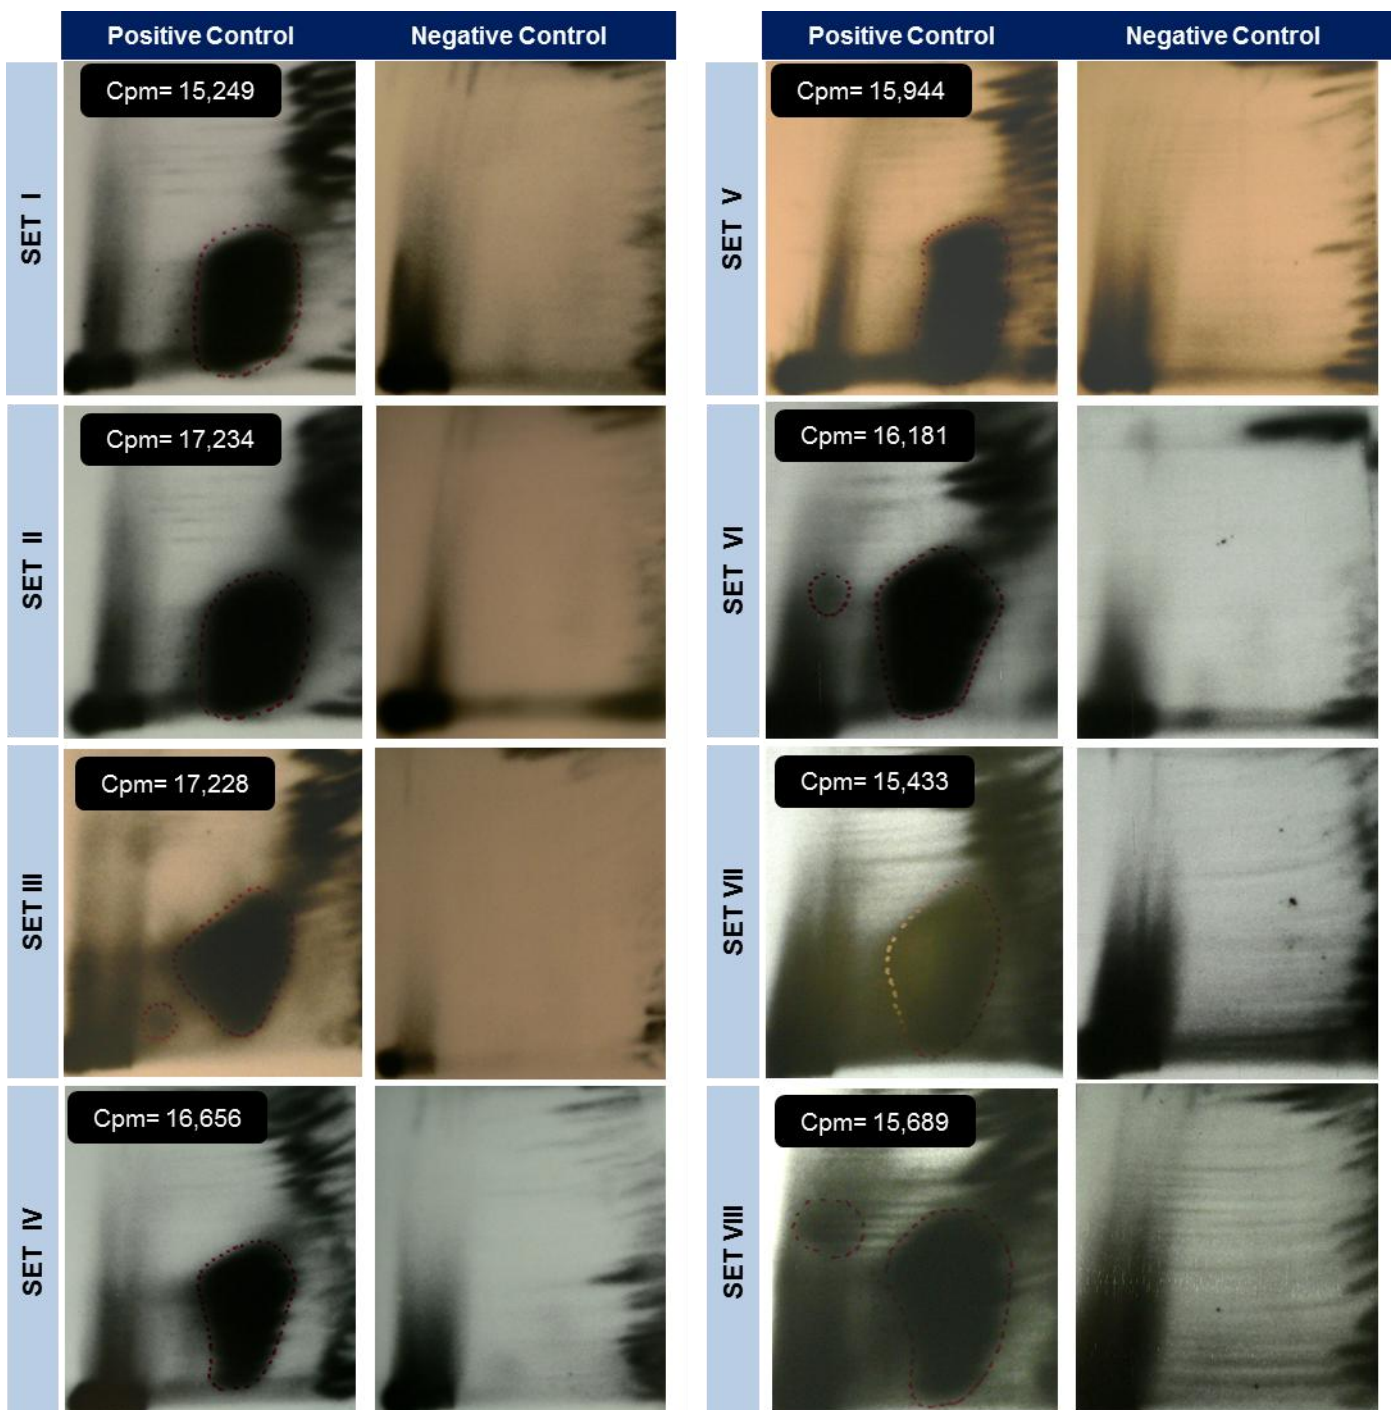 Positive Control Negative Control
Positive Control Negative Control
SET I
Cpm= 15,249
SET V
Cpm= 15,944
SET II
Cpm= 17,234
SET VI
Cpm= 16,181
SET III
Cpm= 17,228
SET VII
Cpm= 15,433
SET IV
Cpm= 16,656
SET VIII
Cpm= 15,689